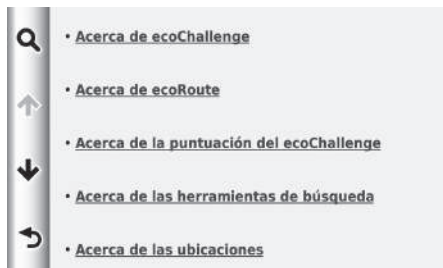 • Acerca de ecoChallenge
• Acerca de ecoRoute
• Acerca de la puntuación del ecoChallenge
• Acerca de las herramientas de búsqueda
• Acerca de las ubicaciones